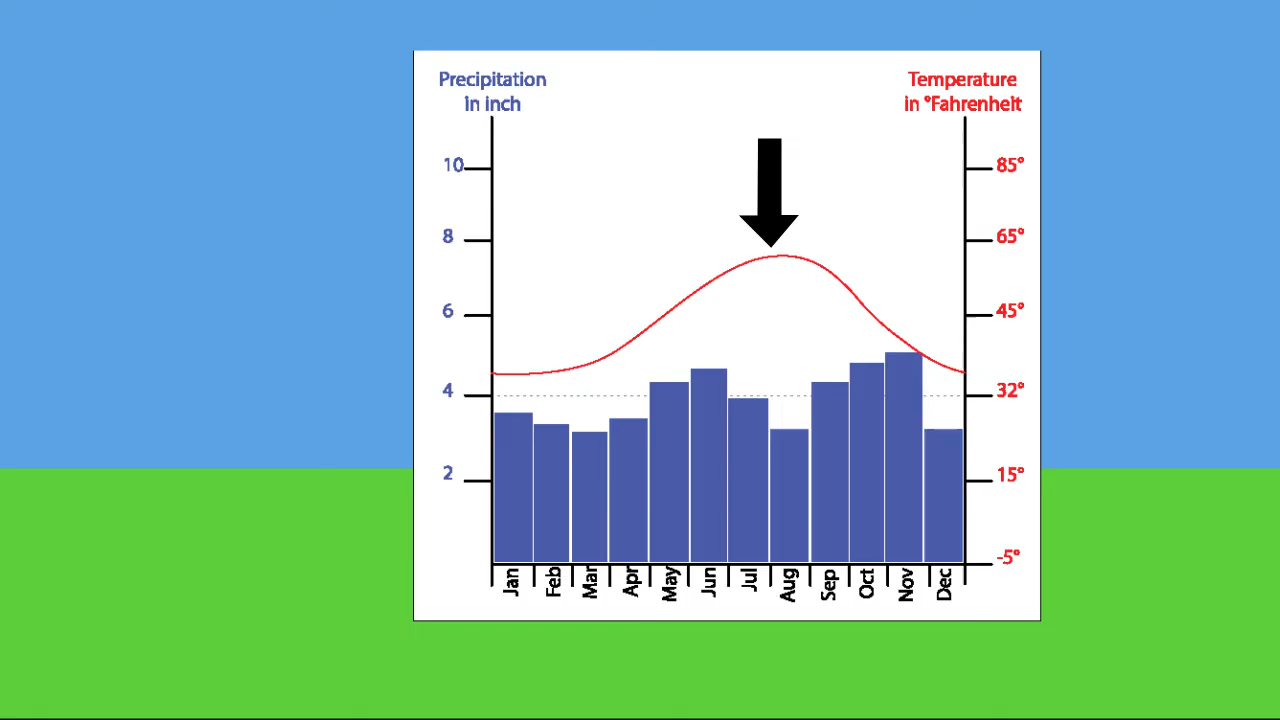 Precipitation
in inch
Temperature
in °Fahrenheit
10
8
6
4
2
85°
65°
45°
32°
15°
-5°
Jan
Feb
Mar
Apr
May
Jun
Jul
Aug
Sep
Oct
Nov
Dec